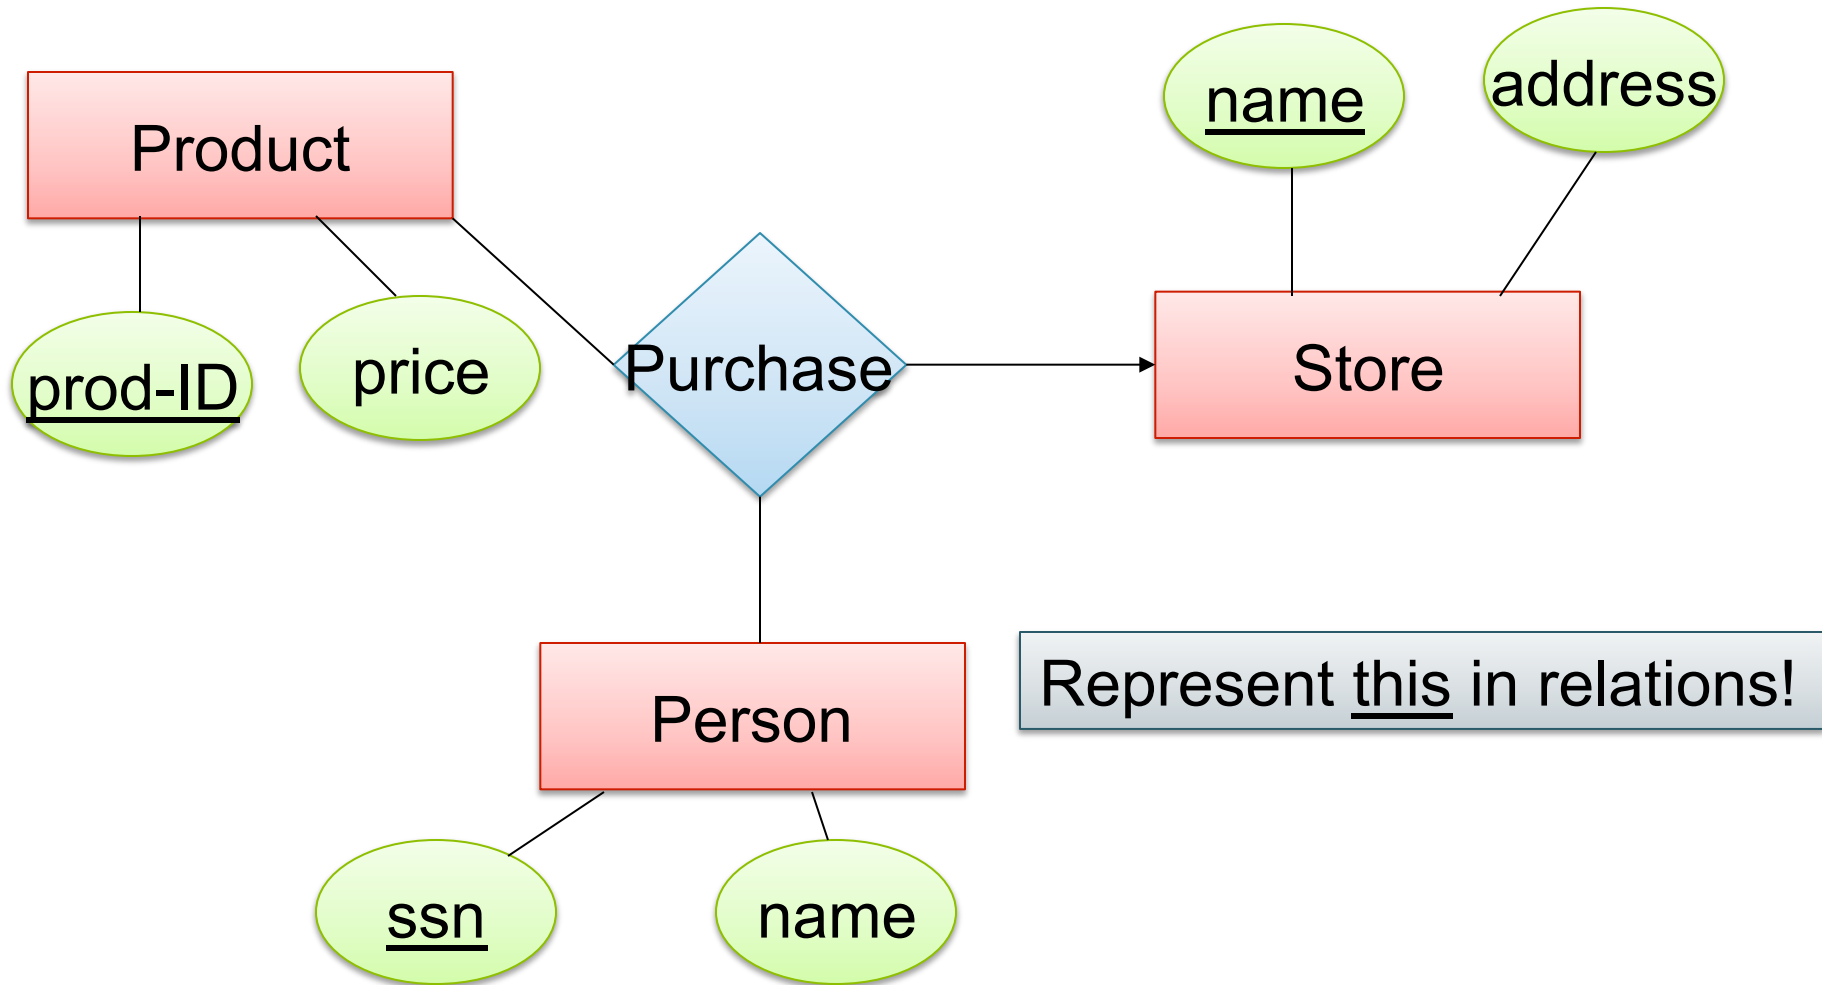 Product
prod-ID
price
Purchase
name
address
Store
Person
ssn
name
Represent this in relations!